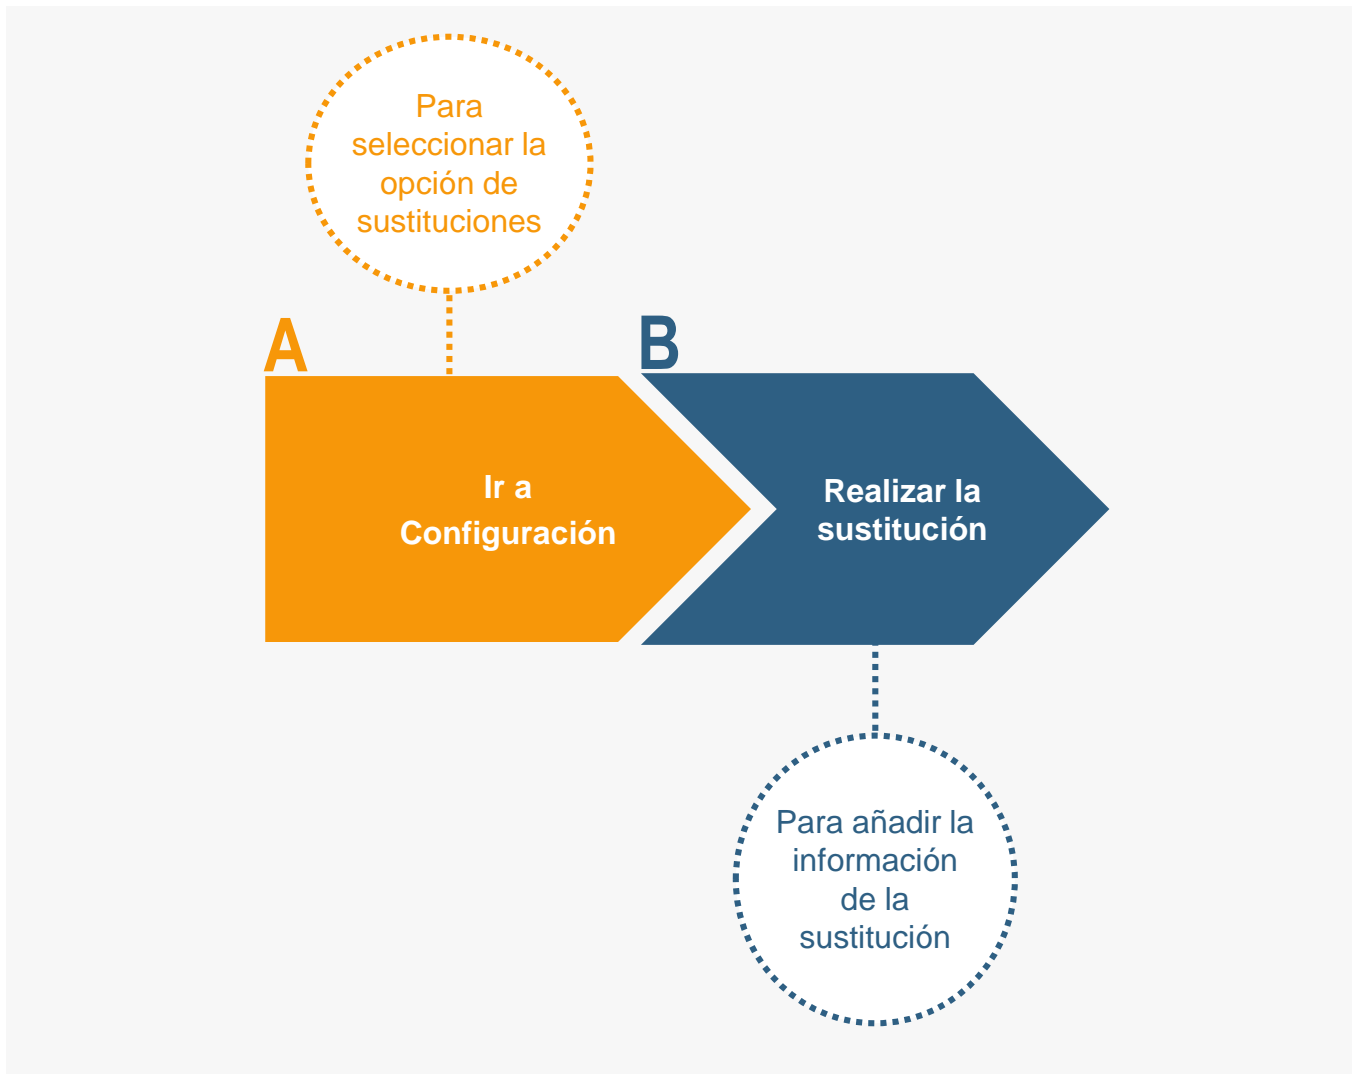 Para
seleccionar la
opción de
sustituciones
A
B
Ir a
Configuración
Realizar la
sustitución
Para añadir la
información
de la
sustitución